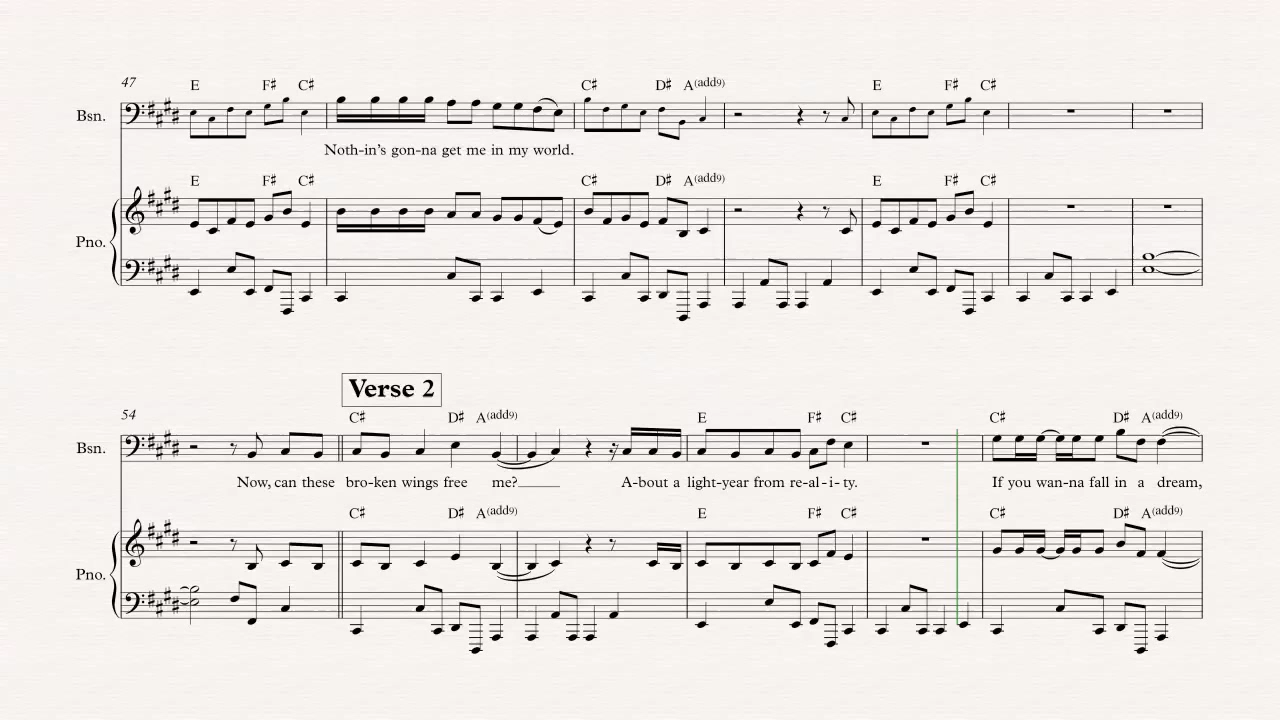 47
E F♯ C♯ C♯ D♯ A(add9) E F♯ C♯
Bsn.
Noth-in's gon-na get me in my world.
E F♯ C♯ C♯ D♯ A(add9) E F♯ C♯
Pno.
Verse 2
54
C♯ D♯ A(add9) E F♯ C♯ C♯ D♯ A(add9)
Bsn.
Now, can these bro-ken wings free me?____ A-bout a light-year from re-al-i-ty. If you wan-na fall in a dream,
C♯ D♯ A(add9) E F♯ C♯ C♯ D♯ A(add9)
Pno.